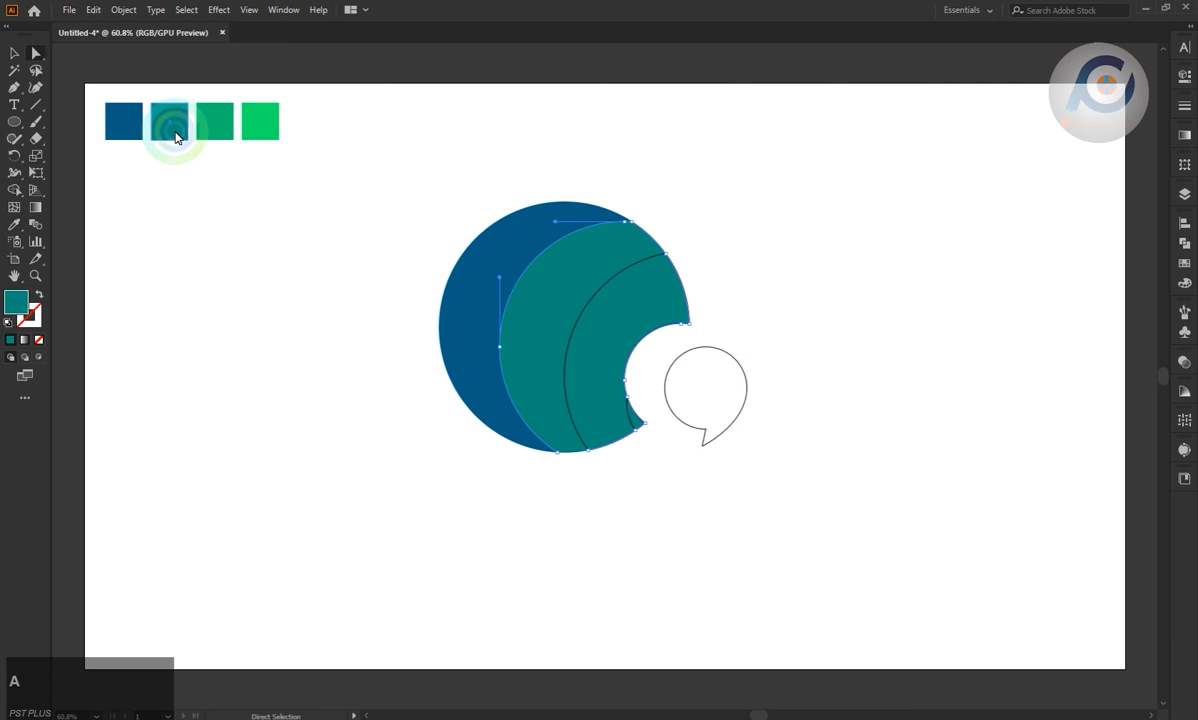 Ai File Edit Object Type Select Effect View Window Help Essentials Search Adobe Stock
Untitled-4* @ 60.8% (RGB/GPU Preview) ×
A
PST PLUS
60.8% 1 Direct Selection